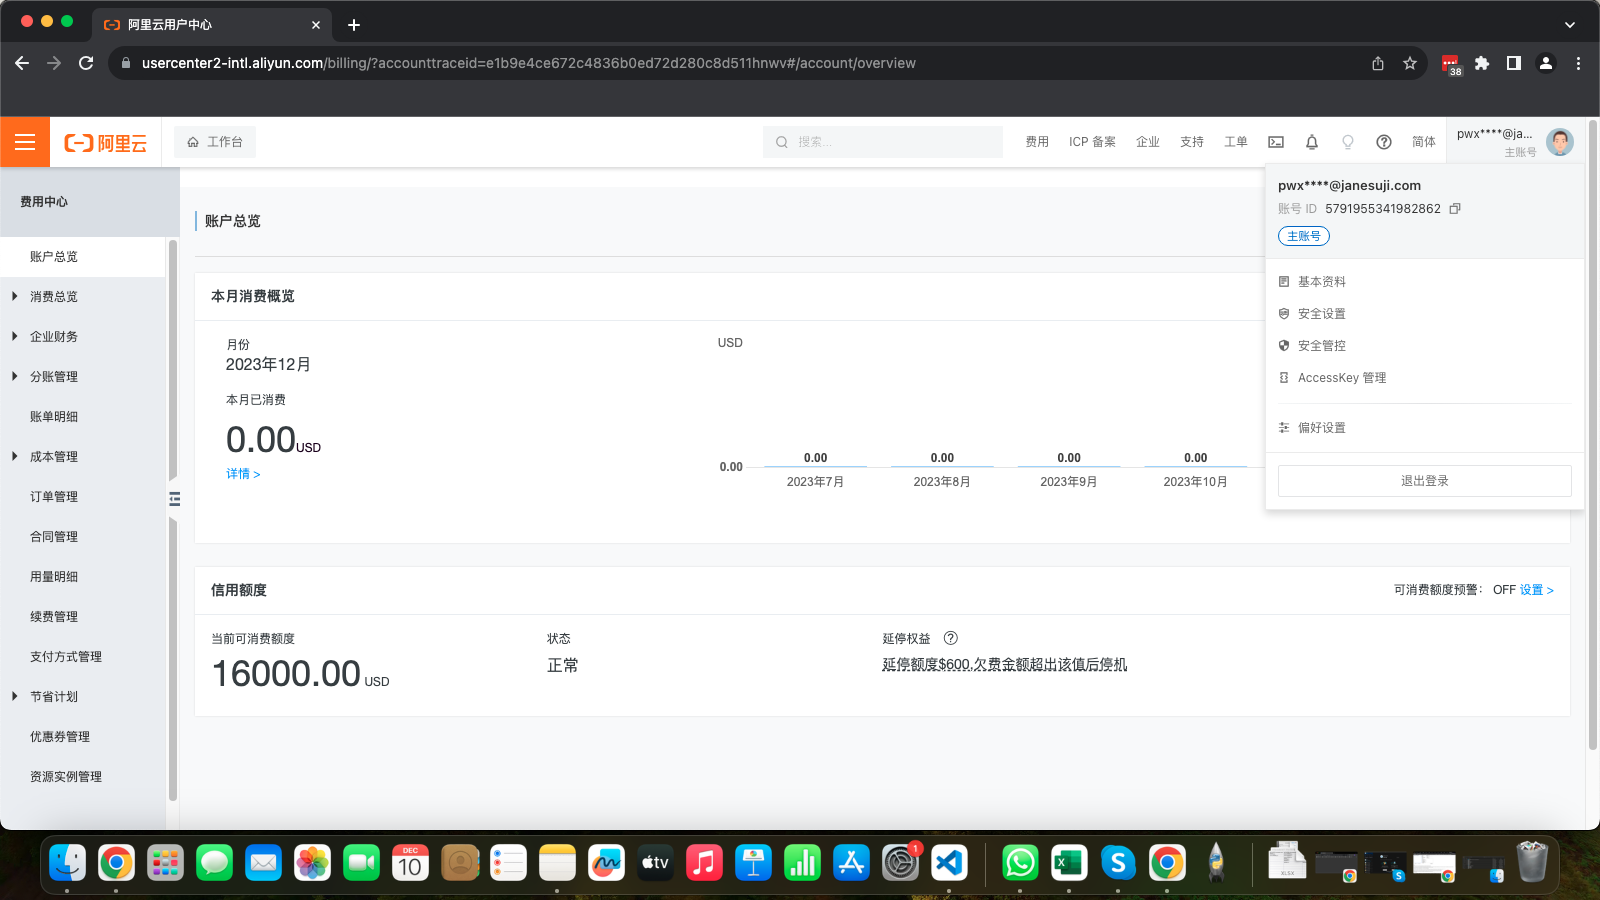 阿里云用户中心
usercenter2-intl.aliyun.com/billing/?accounttraceid=e1b9e4ce672c4836b0ed72d280c8d511hnwv#/account/overview
38
阿里云
工作台
搜索...
费用
ICP 备案
企业
支持
工单
简体
pwx****@ja...
主账号
pwx****@janesuji.com
账号 ID 5791955341982862
主账号
基本资料
安全设置
安全管控
AccessKey 管理
偏好设置
退出登录
费用中心
账户总览
消费总览
企业财务
分账管理
账单明细
成本管理
订单管理
合同管理
用量明细
续费管理
支付方式管理
节省计划
优惠券管理
资源实例管理
账户总览
本月消费概览
月份
2023年12月
本月已消费
0.00 USD
详情 >
USD
0.00
0.00 0.00 0.00 0.00
2023年7月 2023年8月 2023年9月 2023年10月
信用额度
可消费额度预警: OFF 设置 >
当前可消费额度
16000.00 USD
状态
正常
延停权益
延停额度$600,欠费金额超出该值后停机
DEC
10
tv
1
XLSX